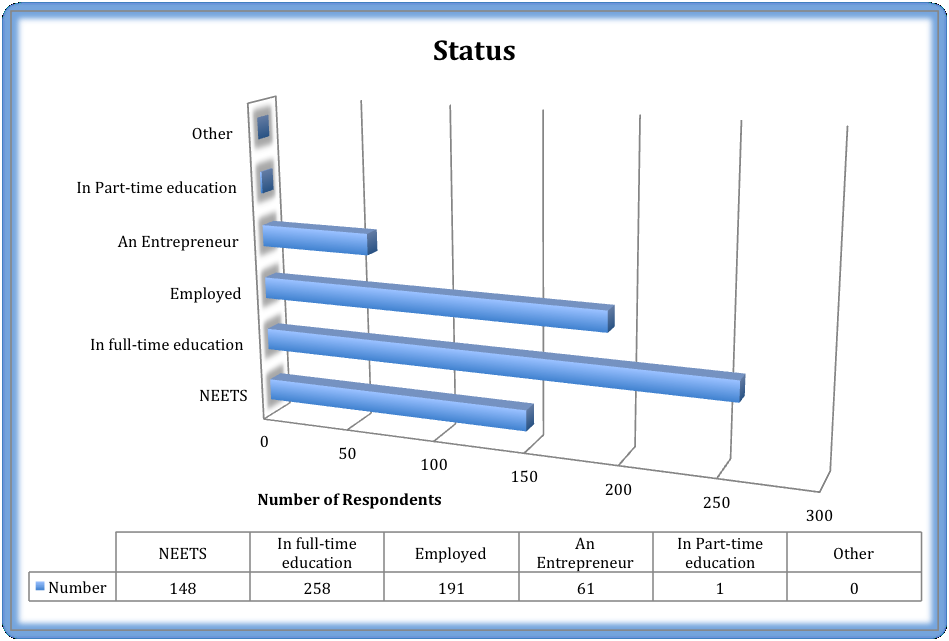 Status
Other
In Part-time education
An Entrepreneur
Employed
In full-time education
NEETS
0
50
100
150
200
250
300
Number of Respondents
NEETS In full-time education Employed An Entrepreneur In Part-time education Other
Number 148 258 191 61 1 0